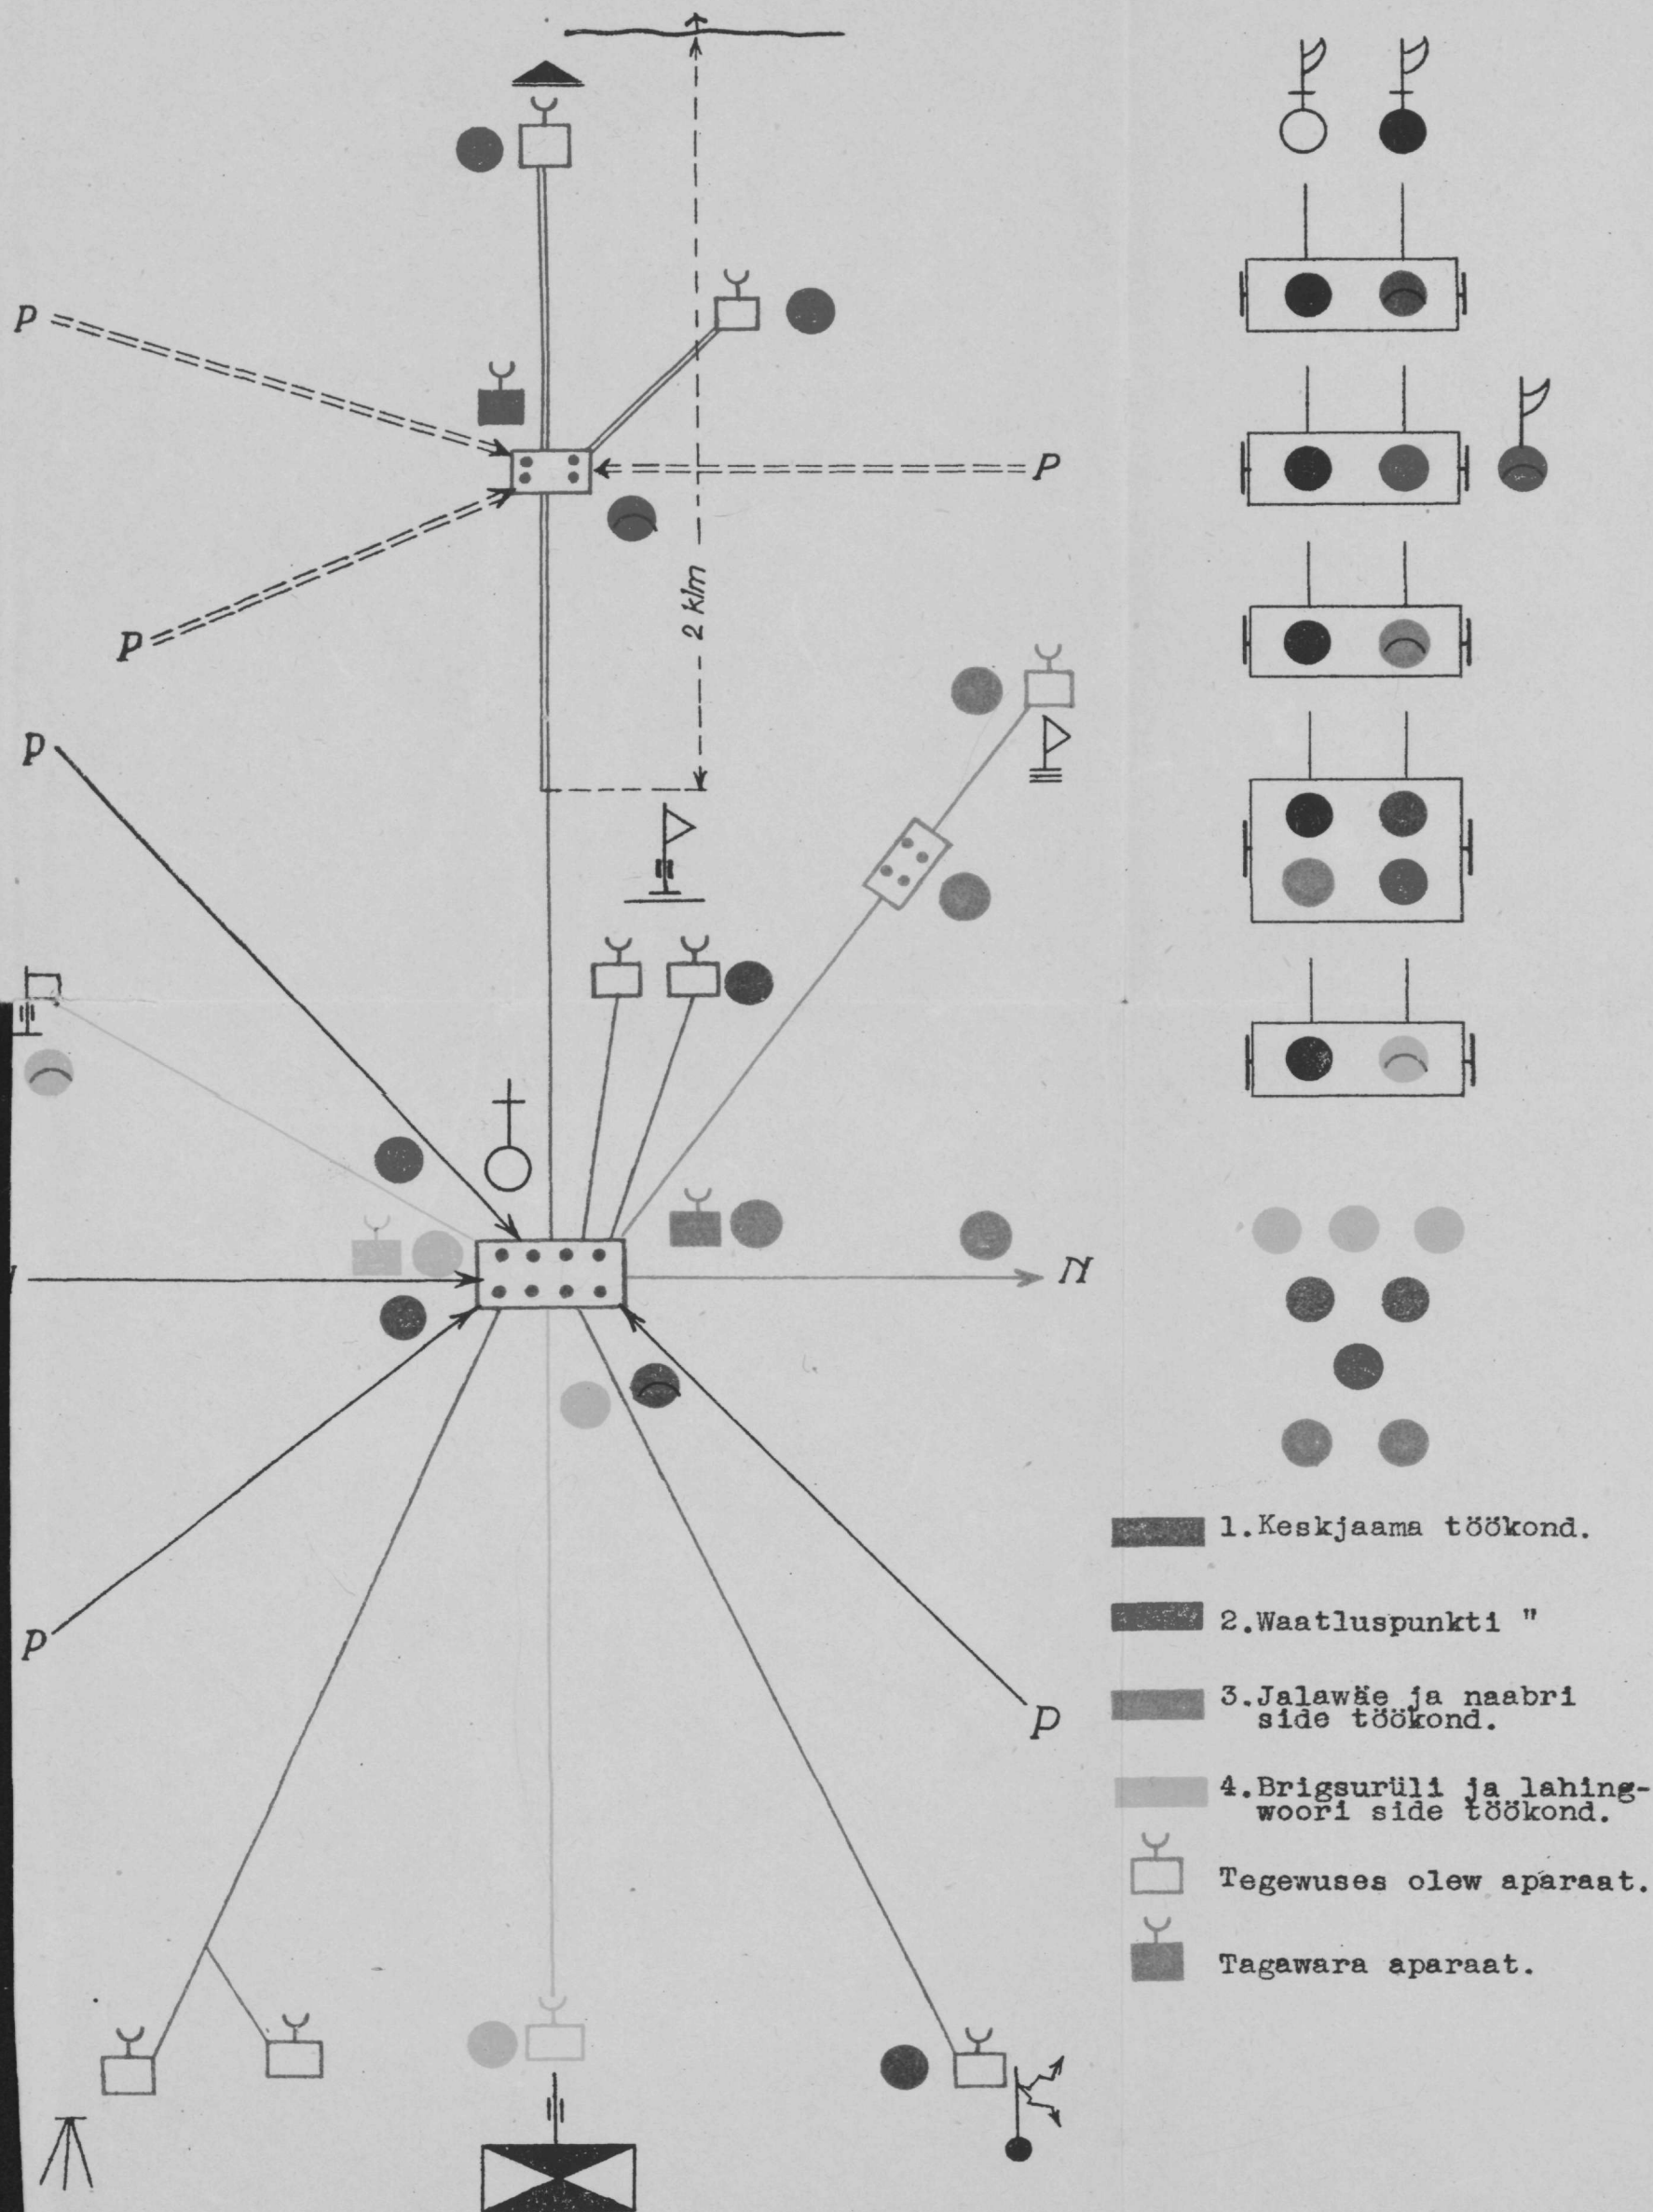 P
P
P
2 klm
P
N
N
P
P
1.Keskjaama töökond.
2.Waatluspunkti "
3.Jalawäe ja naabri
side töökond.
4.Brigsurüli ja lahing-
woori side töökond.
Tegewuses olew aparaat.
Tagawara aparaat.